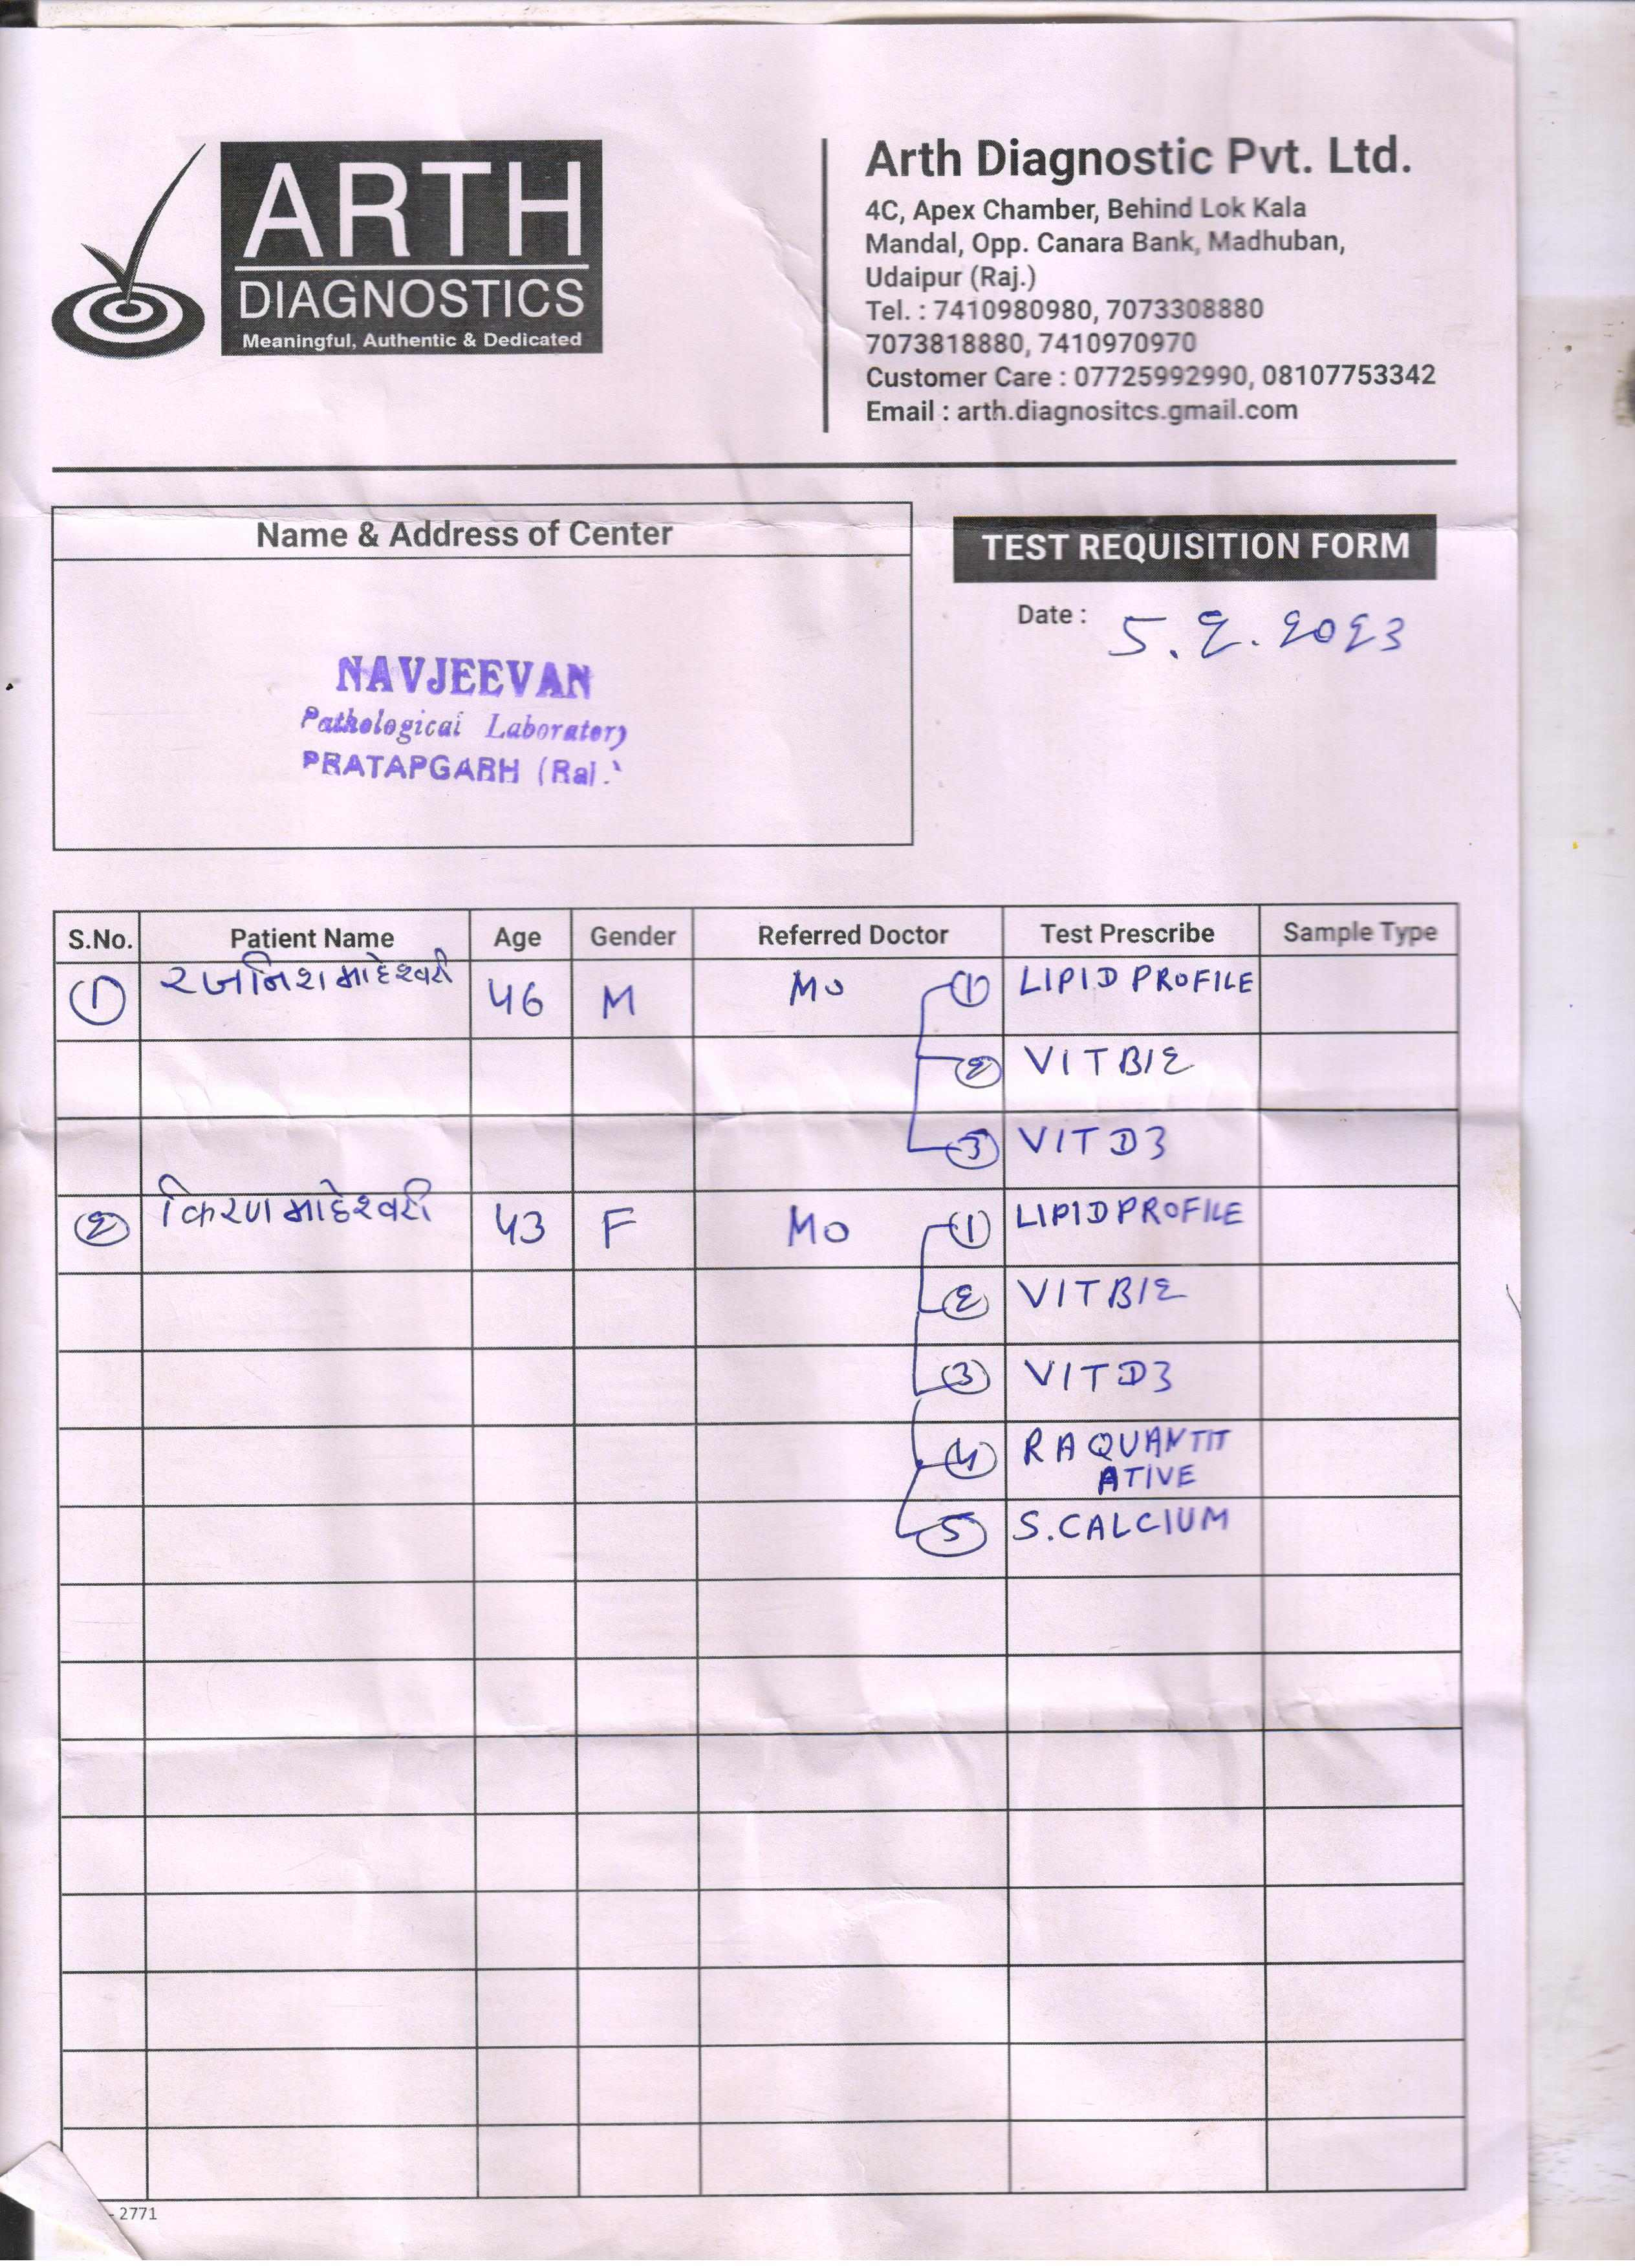 ARTH
DIAGNOSTICS
Meaningful, Authentic & Dedicated
Arth Diagnostic Pvt. Ltd.
4C, Apex Chamber, Behind Lok Kala
Mandal, Opp. Canara Bank, Madhuban,
Udaipur (Raj.)
Tel. : 7410980980, 7073308880
7073818880, 7410970970
Customer Care : 07725992990, 08107753342
Email : arth.diagnositcs.gmail.com
Name & Address of Center
NAVJEEVAN
Pathological Laboratory
PRATAPGARH (Raj.)
TEST REQUISITION FORM
Date : 5.2.2023
S.No. Patient Name Age Gender Referred Doctor Test Prescribe Sample Type
1 रजनिश माहेश्वरी 46 M MO 1 LIPID PROFILE
2 VIT B12
3 VIT D3
2 किरण माहेश्वरी 43 F MO 1 LIPID PROFILE
2 VIT B12
3 VIT D3
4 RA QUANTIT
ATIVE
5 S. CALCIUM
- 2771